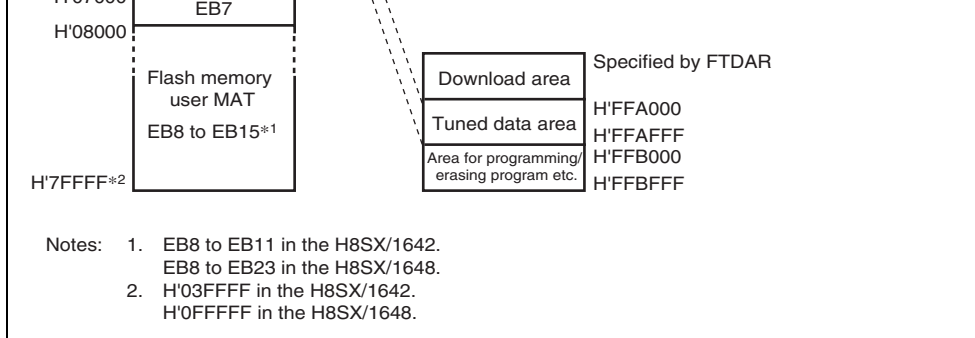 EB7
H'08000
Flash memory
user MAT
EB8 to EB15*1
H'7FFFF*2
Download area
Specified by FTDAR
Tuned data area
H'FFA000
H'FFAFFF
Area for programming/
erasing program etc.
H'FFB000
H'FFBFFF
Notes: 1. EB8 to EB11 in the H8SX/1642.
EB8 to EB23 in the H8SX/1648.
2. H'03FFFF in the H8SX/1642.
H'0FFFFF in the H8SX/1648.